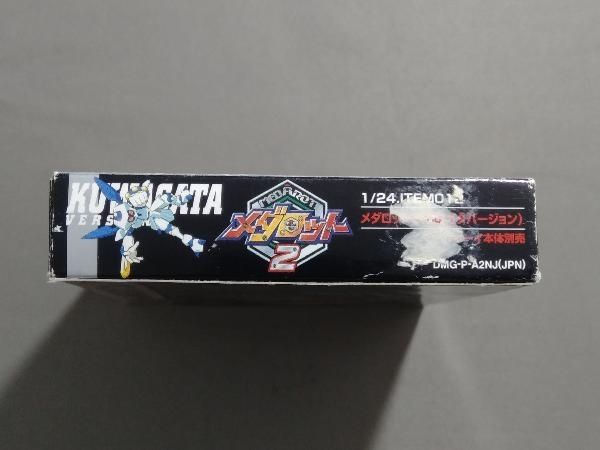 KUWAGATA
VERS
MEDAROT
メダロット
2
1/24.ITEM01
メダロット バージョン)
本体別売
DMG-P-A2NJ(JPN)